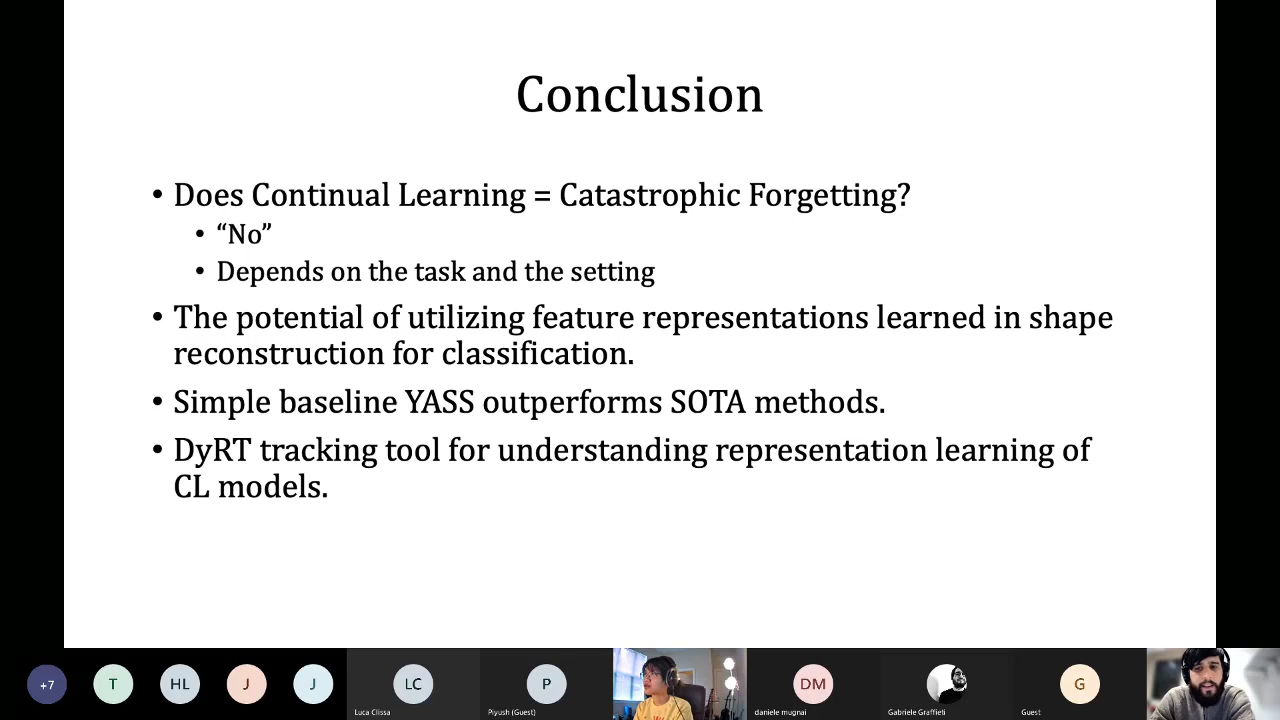 Conclusion
• Does Continual Learning = Catastrophic Forgetting?
• “No”
• Depends on the task and the setting
• The potential of utilizing feature representations learned in shape
reconstruction for classification.
• Simple baseline YASS outperforms SOTA methods.
• DyRT tracking tool for understanding representation learning of
CL models.
+7
T
HL
J
J
LC
Luca Clissa
P
Piyush (Guest)
DM
daniele mugnai
Gabriele Graffieti
G
Guest